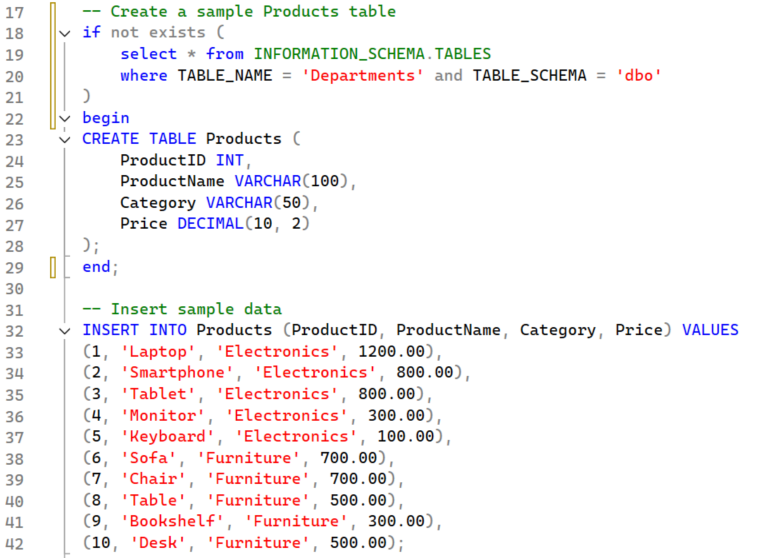 17 -- Create a sample Products table
18 if not exists (
19 select * from INFORMATION_SCHEMA.TABLES
20 where TABLE_NAME = 'Departments' and TABLE_SCHEMA = 'dbo'
21 )
22 begin
23 CREATE TABLE Products (
24 ProductID INT,
25 ProductName VARCHAR(100),
26 Category VARCHAR(50),
27 Price DECIMAL(10, 2)
28 );
29 end;
30
31 -- Insert sample data
32 INSERT INTO Products (ProductID, ProductName, Category, Price) VALUES
33 (1, 'Laptop', 'Electronics', 1200.00),
34 (2, 'Smartphone', 'Electronics', 800.00),
35 (3, 'Tablet', 'Electronics', 800.00),
36 (4, 'Monitor', 'Electronics', 300.00),
37 (5, 'Keyboard', 'Electronics', 100.00),
38 (6, 'Sofa', 'Furniture', 700.00),
39 (7, 'Chair', 'Furniture', 700.00),
40 (8, 'Table', 'Furniture', 500.00),
41 (9, 'Bookshelf', 'Furniture', 300.00),
42 (10, 'Desk', 'Furniture', 500.00);